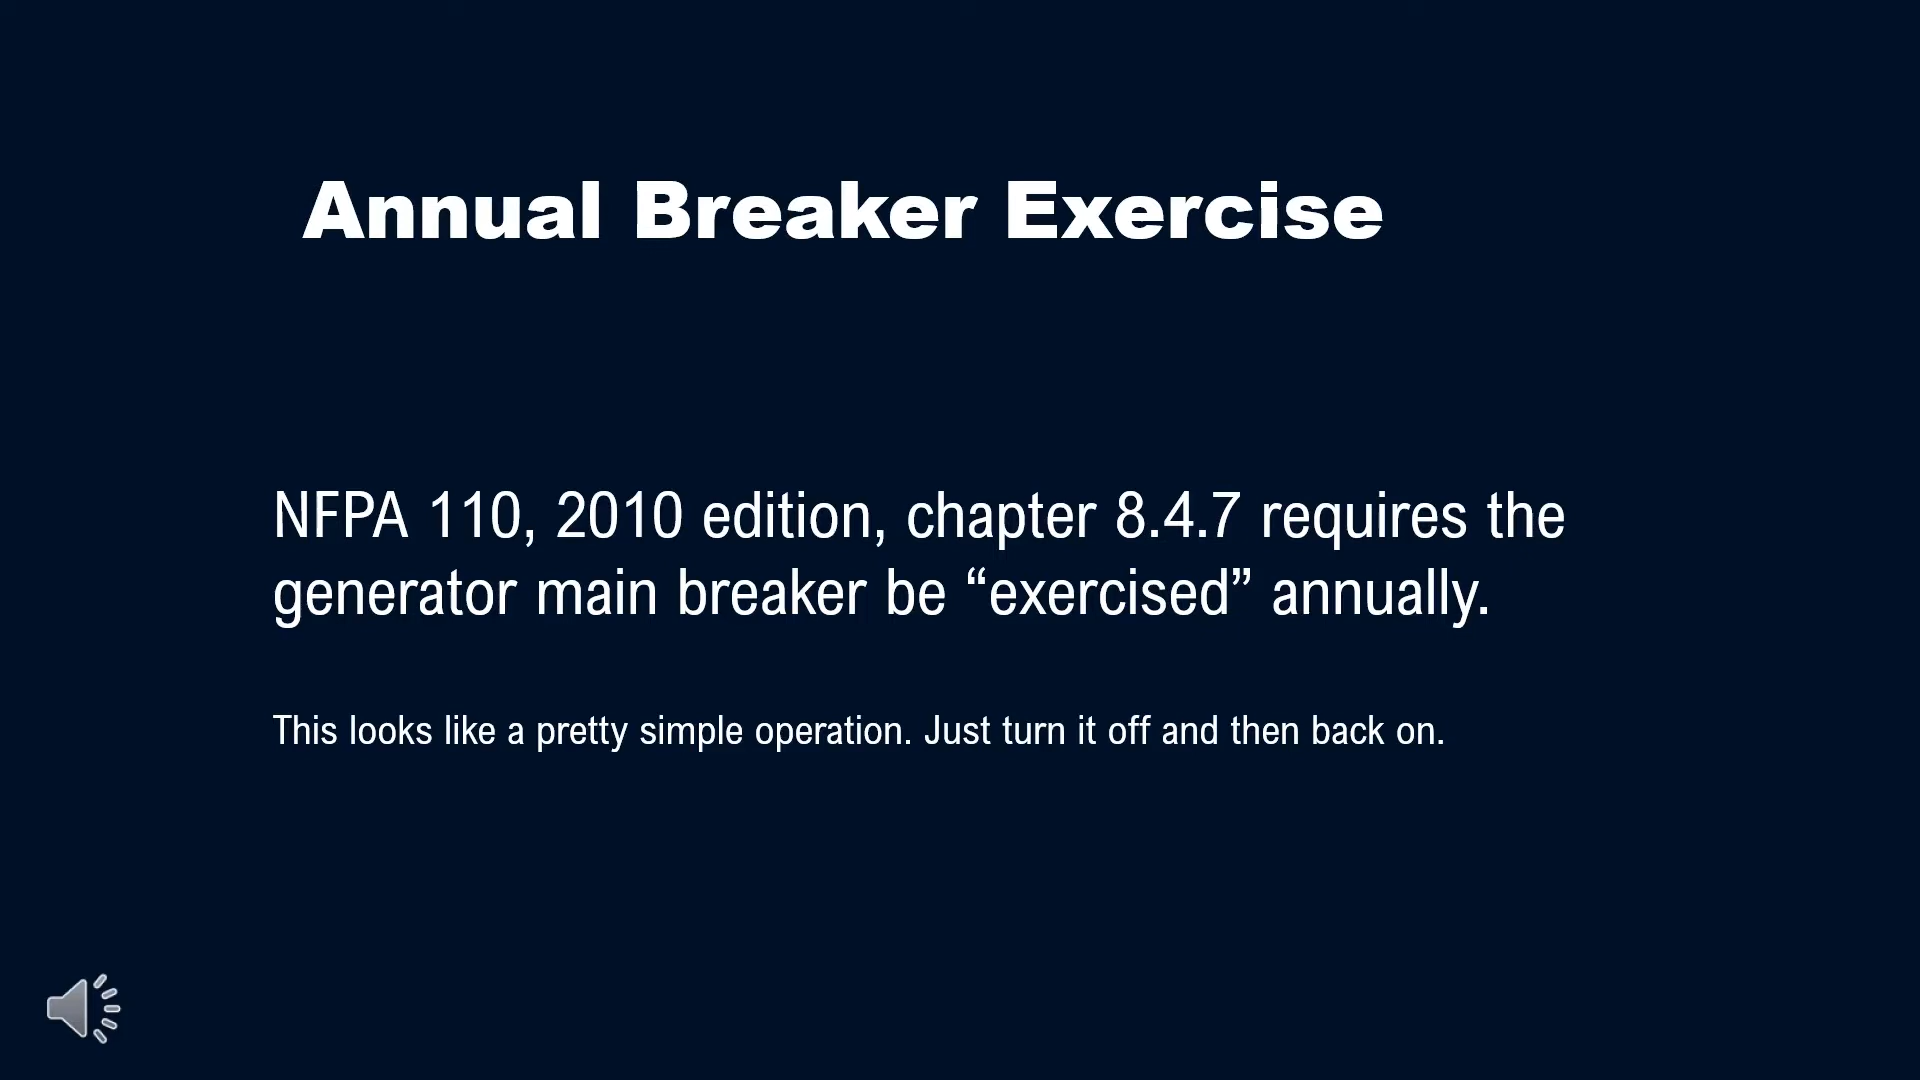 Annual Breaker Exercise
NFPA 110, 2010 edition, chapter 8.4.7 requires the
generator main breaker be “exercised” annually.
This looks like a pretty simple operation. Just turn it off and then back on.